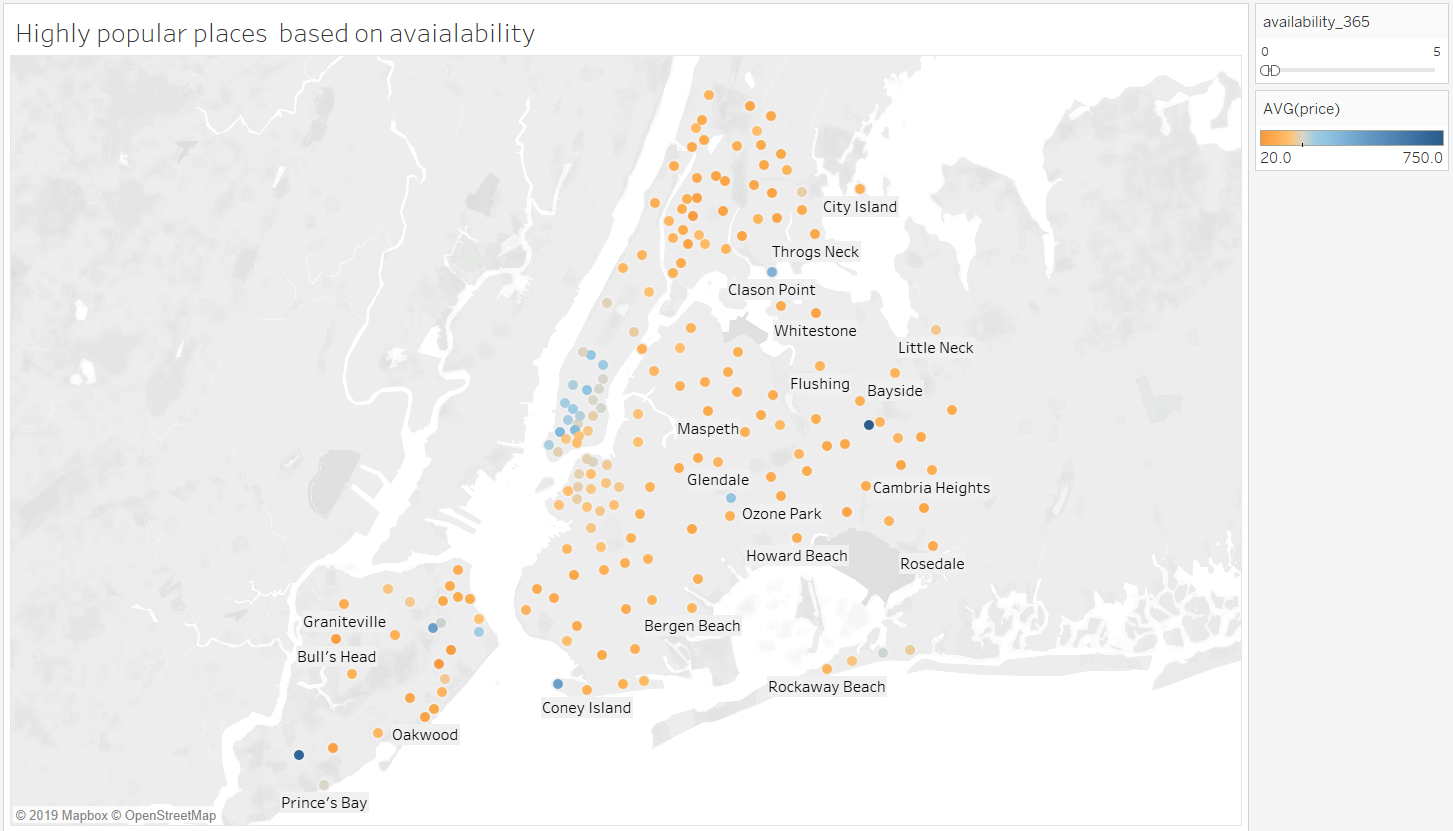 Highly popular places  based on avaialability
availability_365
0 5
AVG(price)
20.0 750.0
City Island
Throgs Neck
Clason Point
Whitestone
Little Neck
Flushing
Bayside
Maspeth
Glendale
Cambria Heights
Ozone Park
Howard Beach
Rosedale
Graniteville
Bergen Beach
Bull's Head
Rockaway Beach
Coney Island
Oakwood
Prince's Bay
© 2019 Mapbox © OpenStreetMap